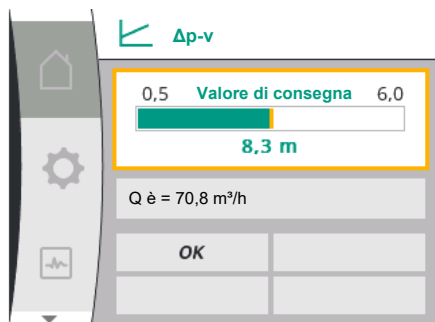 Δp-v
0,5 Valore di consegna 6,0
8,3 m
Q è = 70,8 m³/h
OK